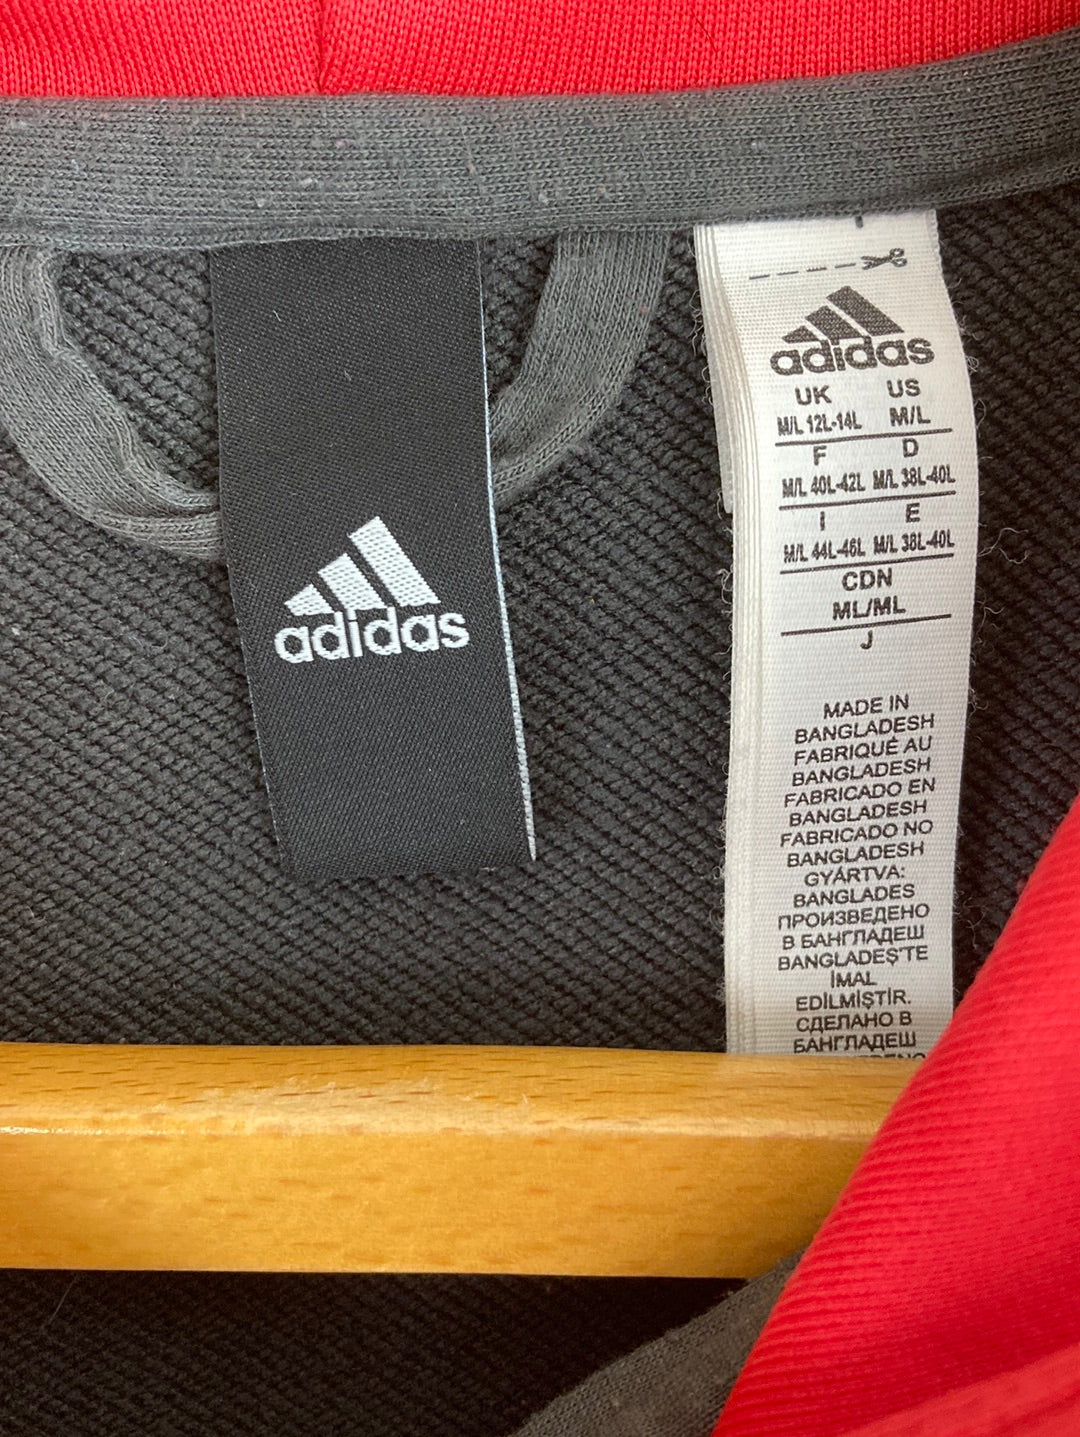 adidas
adidas
UK US
M/L 12L-14L M/L
F D
M/L 40L-42L M/L 38L-40L
I E
M/L 44L-46L M/L 38L-40L
CDN
ML/ML
J
MADE IN
BANGLADESH
FABRIQUÉ AU
BANGLADESH
FABRICADO EN
BANGLADESH
FABRICADO NO
BANGLADESH
GYÁRTVA:
BANGLADES
ПРОИЗВЕДЕНО
В БАНГЛАДЕШ
BANGLADEŞ'TE
İMAL
EDİLMİŞTİR.
СДЕЛАНО В
БАНГЛАДЕШ